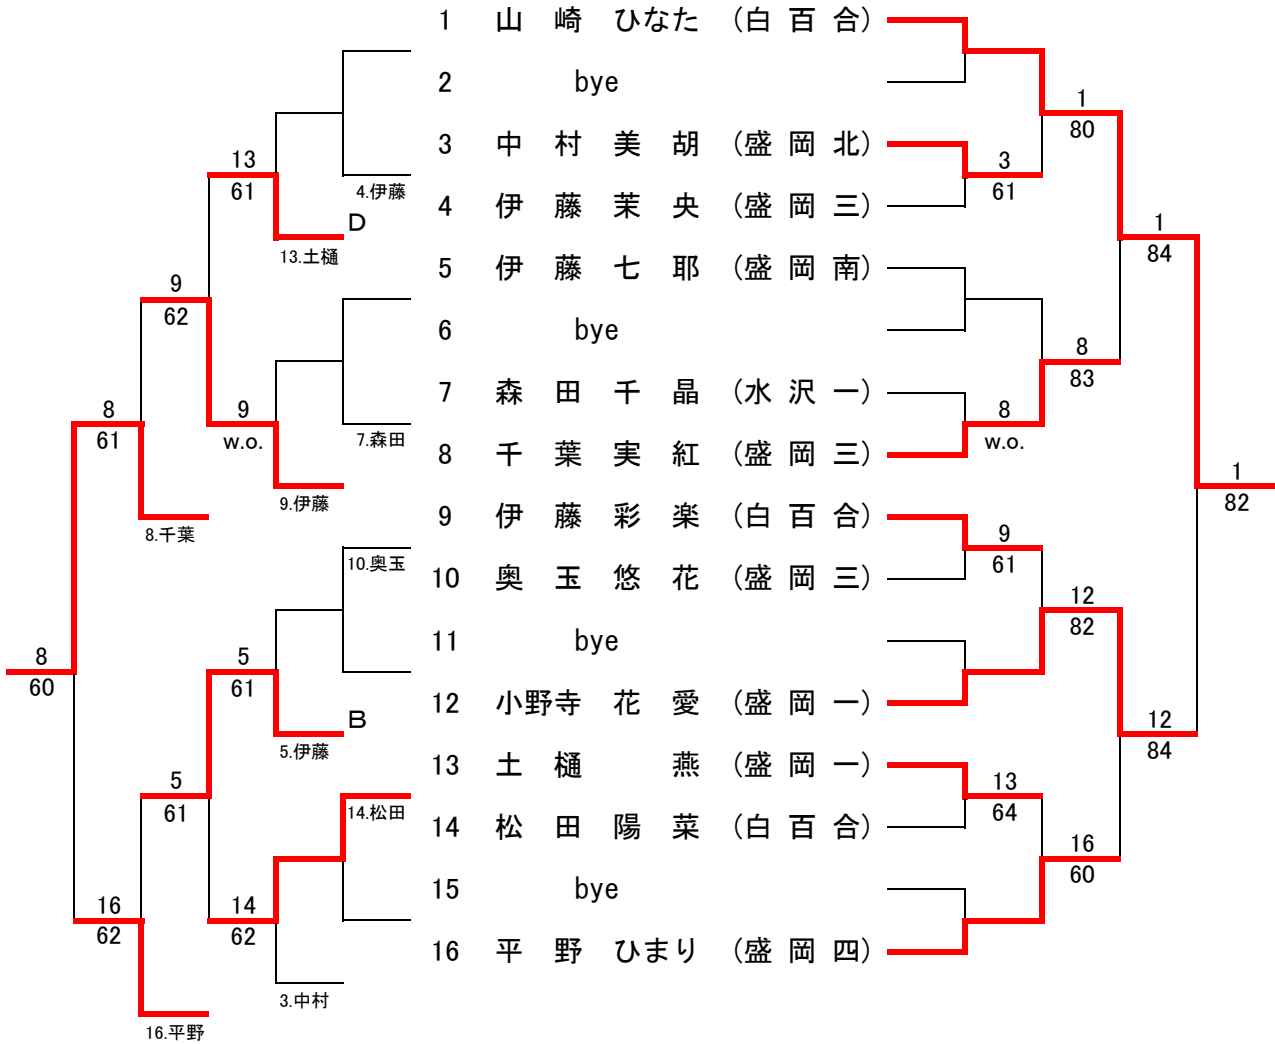 1 山 崎 ひなた (白 百 合)
2 bye
3 中 村 美 胡 (盛 岡 北)
4 伊 藤 茉 央 (盛 岡 三)
5 伊 藤 七 耶 (盛 岡 南)
6 bye
7 森 田 千 晶 (水 沢 一)
8 千 葉 実 紅 (盛 岡 三)
9 伊 藤 彩 楽 (白 百 合)
10 奥 玉 悠 花 (盛 岡 三)
11 bye
12 小野寺 花 愛 (盛 岡 一)
13 土 樋 燕 (盛 岡 一)
14 松 田 陽 菜 (白 百 合)
15 bye
16 平 野 ひまり (盛 岡 四)
4.伊藤
13
61
D
13.土樋
9
62
9
w.o.
7.森田
9.伊藤
8
61
8.千葉
10.奥玉
8
60
5
61
B
5.伊藤
5
61
14.松田
14
62
3.中村
16
62
16.平野
3
61
1
80
8
w.o.
8
83
1
84
9
61
12
82
13
64
16
60
12
84
1
82